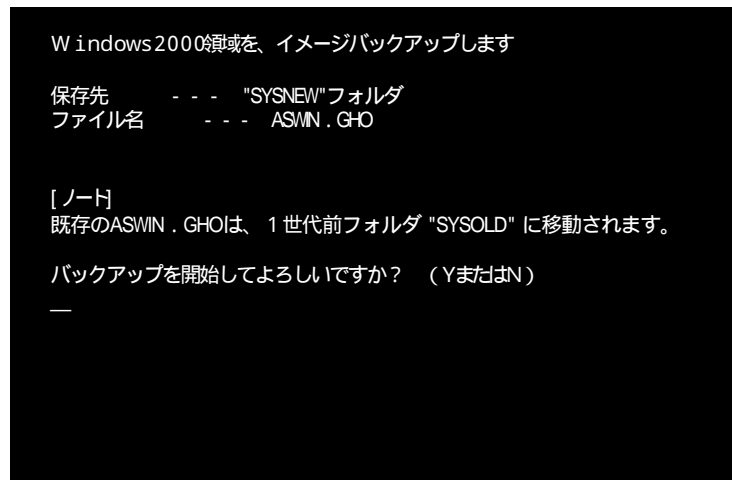 Windows2000領域を、イメージバックアップします
保存先 - - - "SYSNEW"フォルダ
ファイル名 - - - ASWIN．GHO
[ノート]
既存のASWIN．GHOは、１世代前フォルダ "SYSOLD" に移動されます。
バックアップを開始してよろしいですか？ （YまたはN）